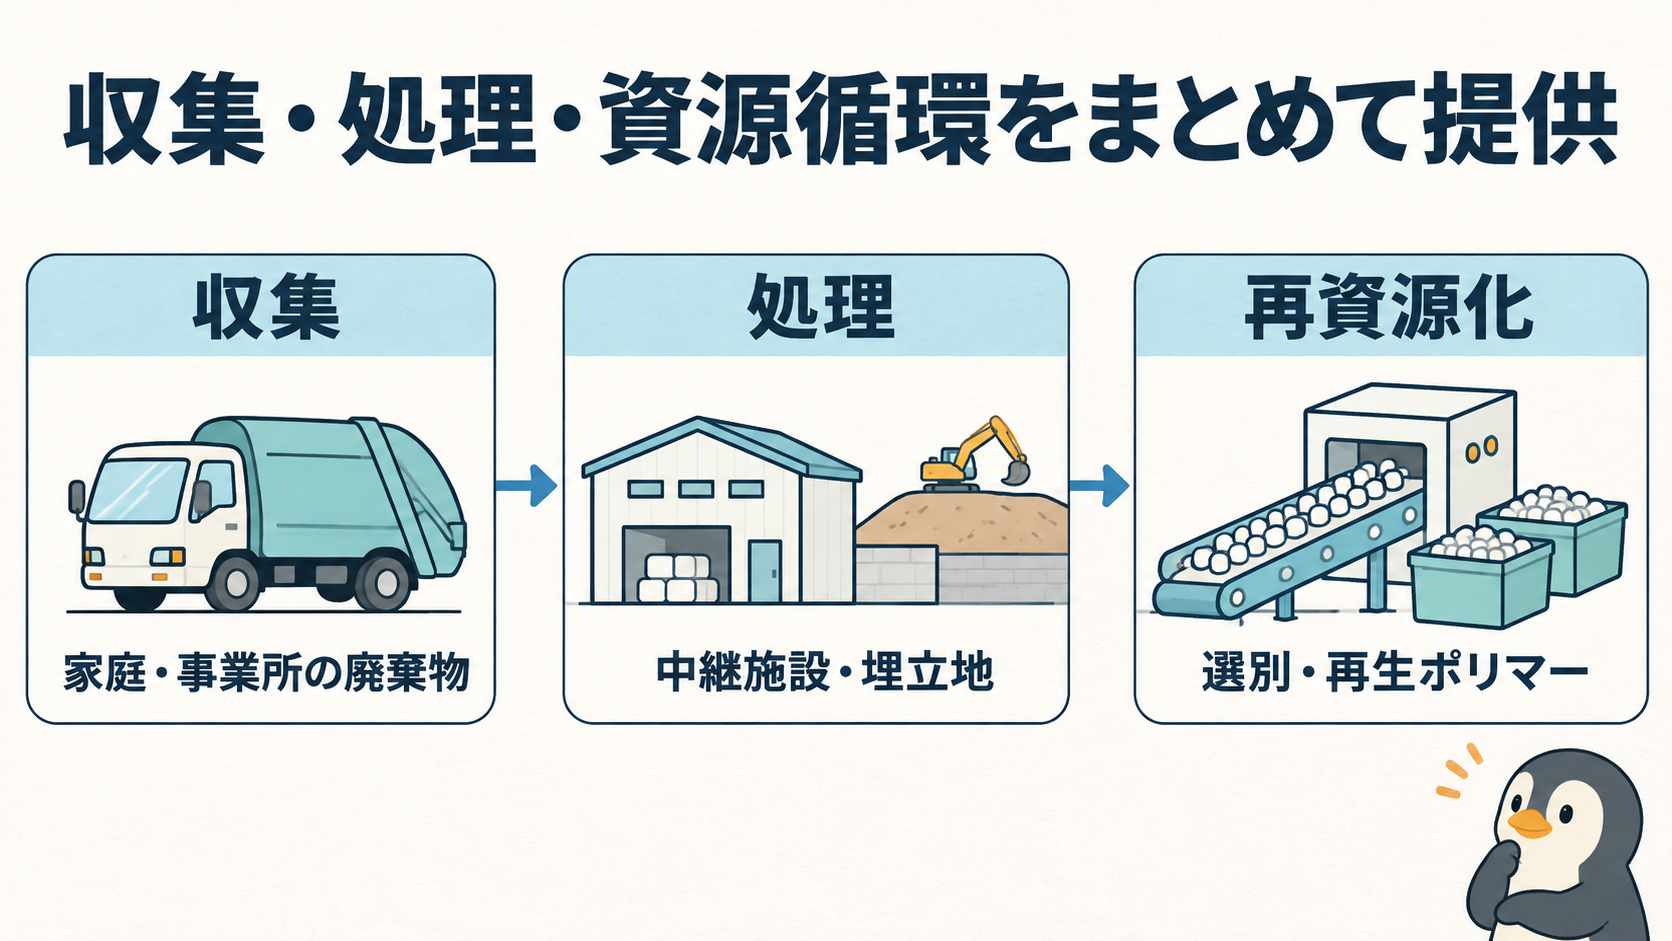 収集・処理・資源循環をまとめて提供
収集
家庭・事業所の廃棄物
処理
中継施設・埋立地
再資源化
選別・再生ポリマー